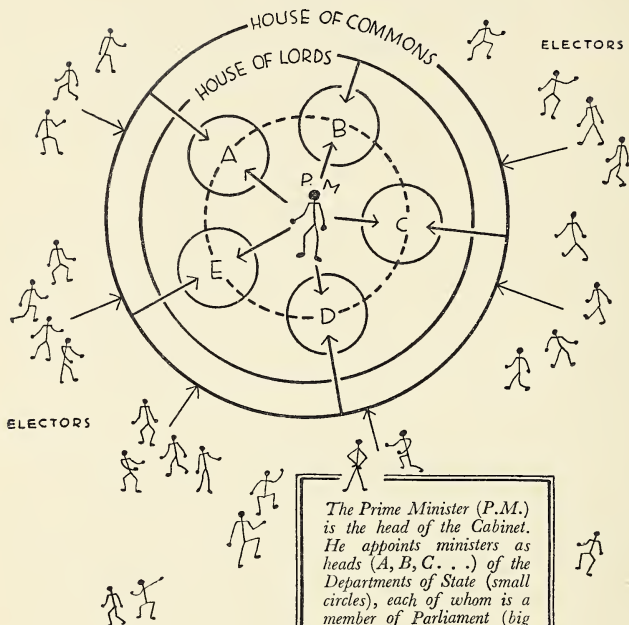 HOUSE OF COMMONS
ELECTORS
HOUSE OF LORDS
B
A
P. M
C
E
D
ELECTORS
The Prime Minister (P.M.)
is the head of the Cabinet.
He appoints ministers as
heads (A, B, C . . .) of the
Departments of State (small
circles), each of whom is a
member of Parliament (big